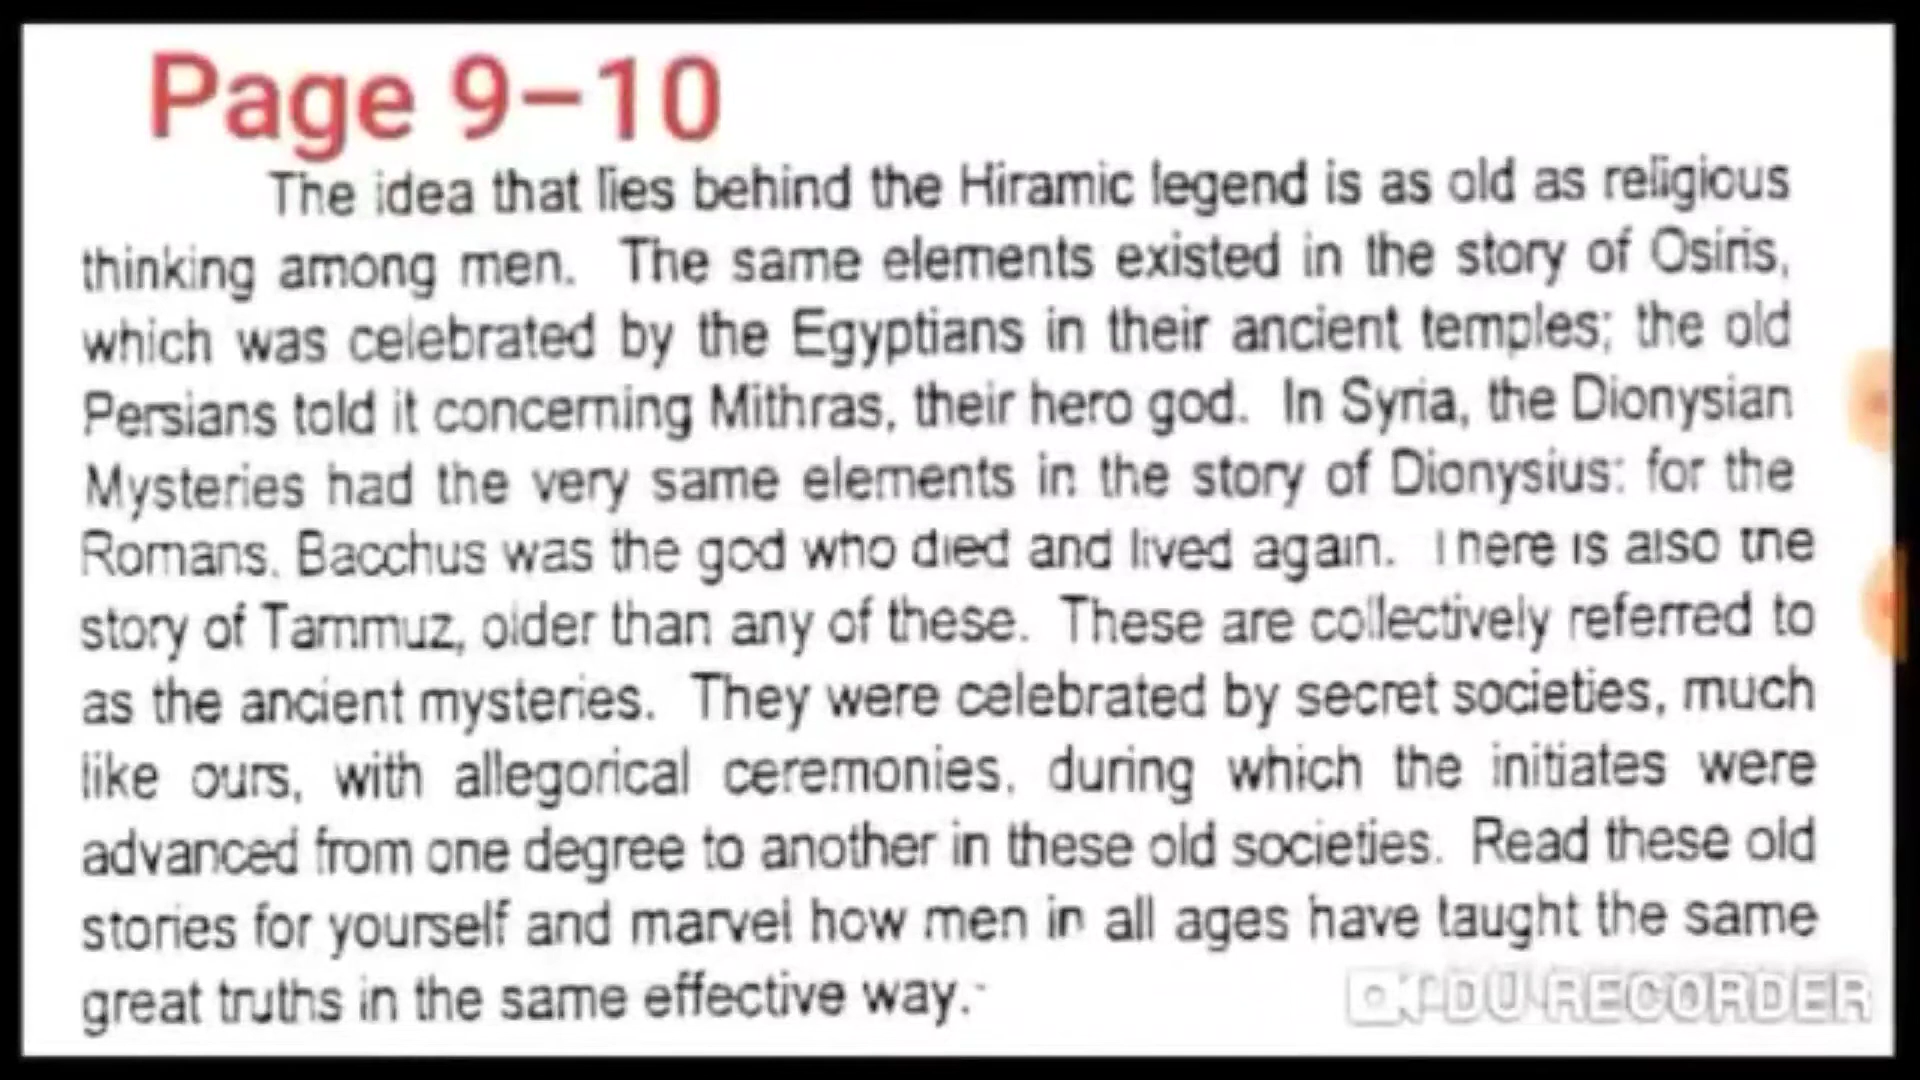 Page 9–10
The idea that lies behind the Hiramic legend is as old as religious
thinking among men. The same elements existed in the story of Osiris,
which was celebrated by the Egyptians in their ancient temples; the old
Persians told it concerning Mithras, their hero god. In Syria, the Dionysian
Mysteries had the very same elements in the story of Dionysius: for the
Romans. Bacchus was the god who died and lived again. There is also the
story of Tammuz, older than any of these. These are collectively referred to
as the ancient mysteries. They were celebrated by secret societies, much
like ours, with allegorical ceremonies, during which the initiates were
advanced from one degree to another in these old societies. Read these old
stories for yourself and marvel how men in all ages have taught the same
great truths in the same effective way.
DU RECORDER